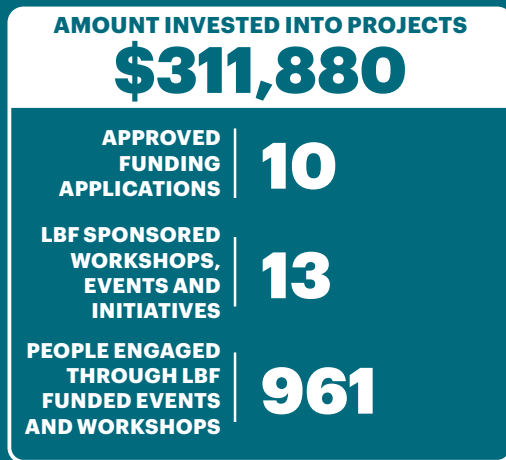 AMOUNT INVESTED INTO PROJECTS
$311,880
APPROVED
FUNDING
APPLICATIONS
10
LBF SPONSORED
WORKSHOPS,
EVENTS AND
INITIATIVES
13
PEOPLE ENGAGED
THROUGH LBF
FUNDED EVENTS
AND WORKSHOPS
961